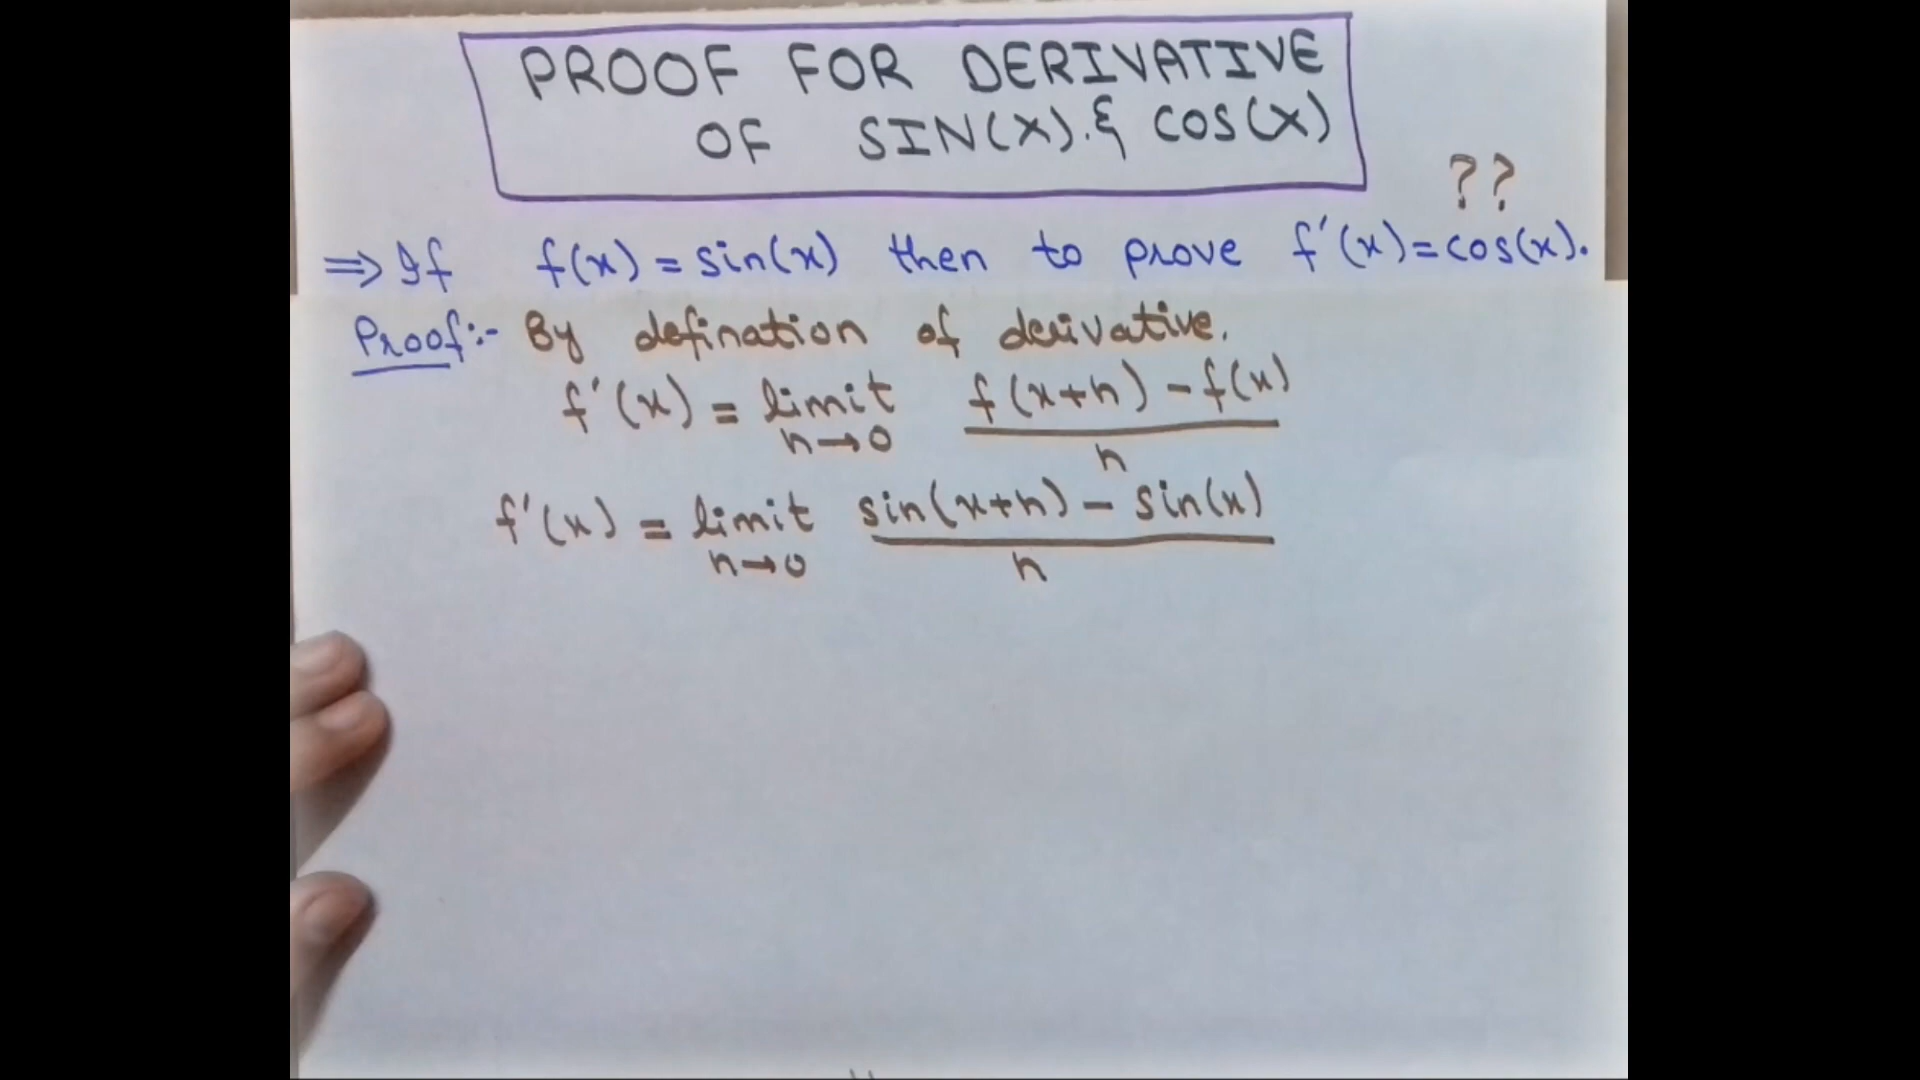 PROOF FOR DERIVATIVE
OF SIN(X). & COS(X)
??
⇒ If f(x) = sin(x) then to prove f'(x)=cos(x).
Proof:- By defination of derivative.
f'(x) = limit f(x+h) - f(x)
h→0 h
f'(x) = limit sin(x+h) - sin(x)
h→0 h